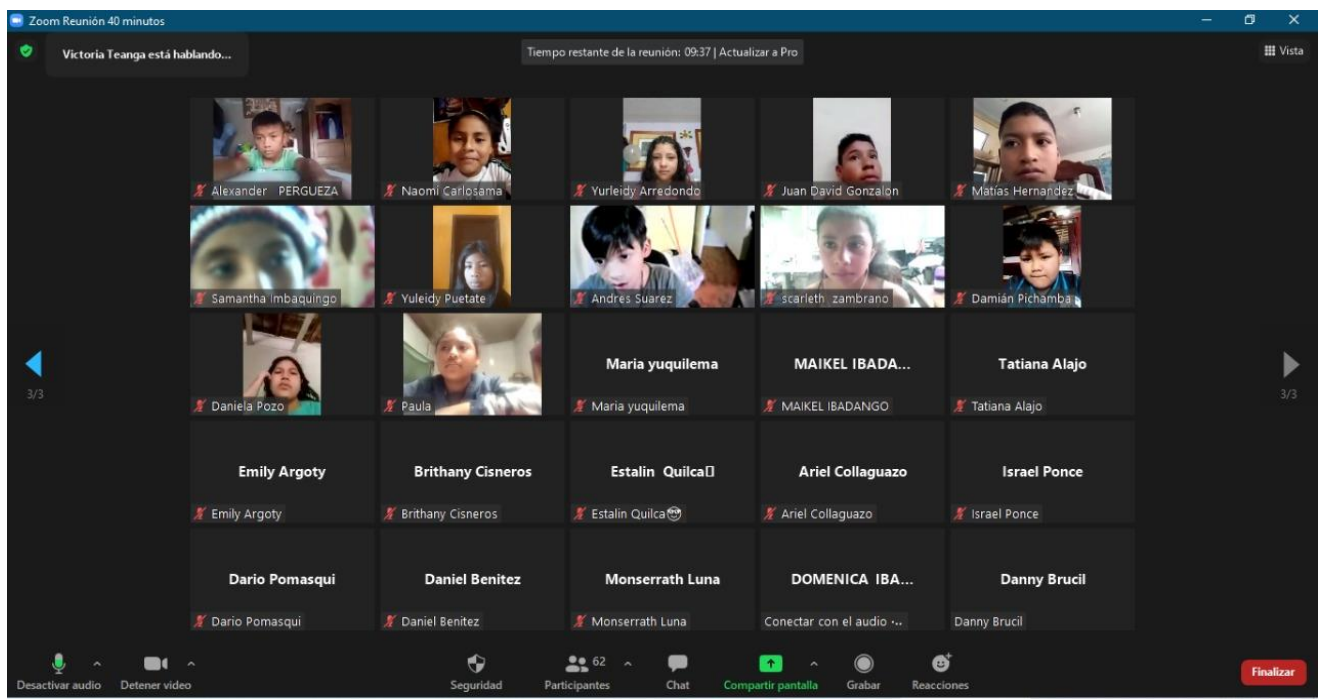 Zoom Reunión 40 minutos
Victoria Teanga está hablando...
Tiempo restante de la reunión: 09:37 | Actualizar a Pro
Vista
Alexander PERGUEZA
Naomi Carlosama
Yurleidy Arredondo
Juan David Gonzalon
Matías Hernandez
Samantha Imbaquingo
Yuleidy Puetate
Andres Suarez
scarleth zambrano
Damián Pichamba
Daniela Pozo
Paula
Maria yuquilema
Maria yuquilema
MAIKEL IBADA...
MAIKEL IBADANGO
Tatiana Alajo
Tatiana Alajo
3/3
3/3
Emily Argoty
Emily Argoty
Brithany Cisneros
Brithany Cisneros
Estalin Quilca
Estalin Quilca🤓
Ariel Collaguazo
Ariel Collaguazo
Israel Ponce
Israel Ponce
Dario Pomasqui
Dario Pomasqui
Daniel Benitez
Daniel Benitez
Monserrath Luna
Monserrath Luna
DOMENICA IBA...
Conectar con el audio ·..
Danny Brucil
Danny Brucil
Desactivar audio
Detener video
Seguridad
62
Participantes
Chat
Compartir pantalla
Grabar
Reacciones
Finalizar